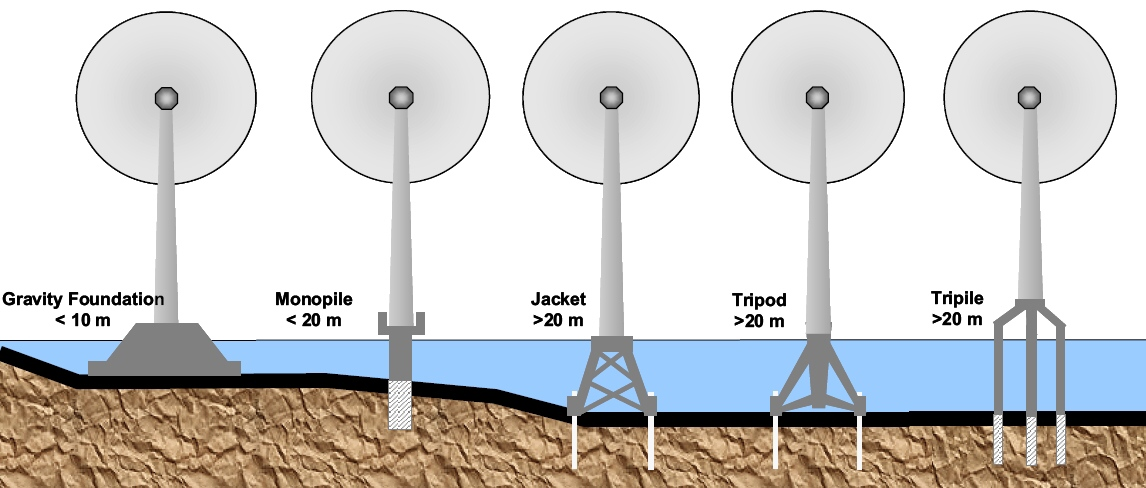 Gravity Foundation
< 10 m
Monopile
< 20 m
Jacket
>20 m
Tripod
>20 m
Tripile
>20 m